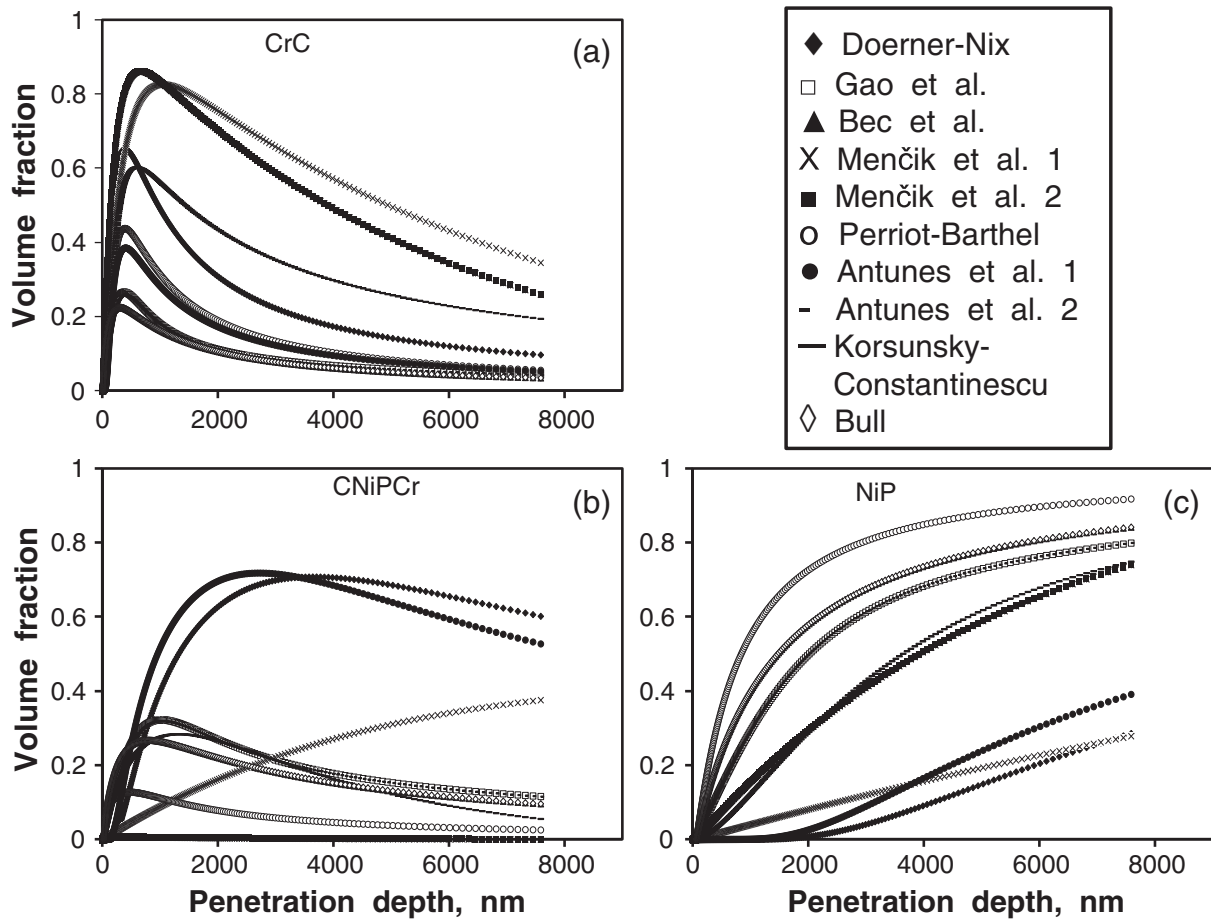 1
0.8
0.6
0.4
0.2
0
0
2000
4000
6000
8000
Volume fraction
CrC
(a)
Doerner-Nix
Gao et al.
Bec et al.
Menčik et al. 1
Menčik et al. 2
Perriot-Barthel
Antunes et al. 1
Antunes et al. 2
Korsunsky-
Constantinescu
Bull
1
0.8
0.6
0.4
0.2
0
0
2000
4000
6000
8000
Volume fraction
Penetration depth, nm
CNiPCr
(b)
1
0.8
0.6
0.4
0.2
0
0
2000
4000
6000
8000
Penetration depth, nm
NiP
(c)